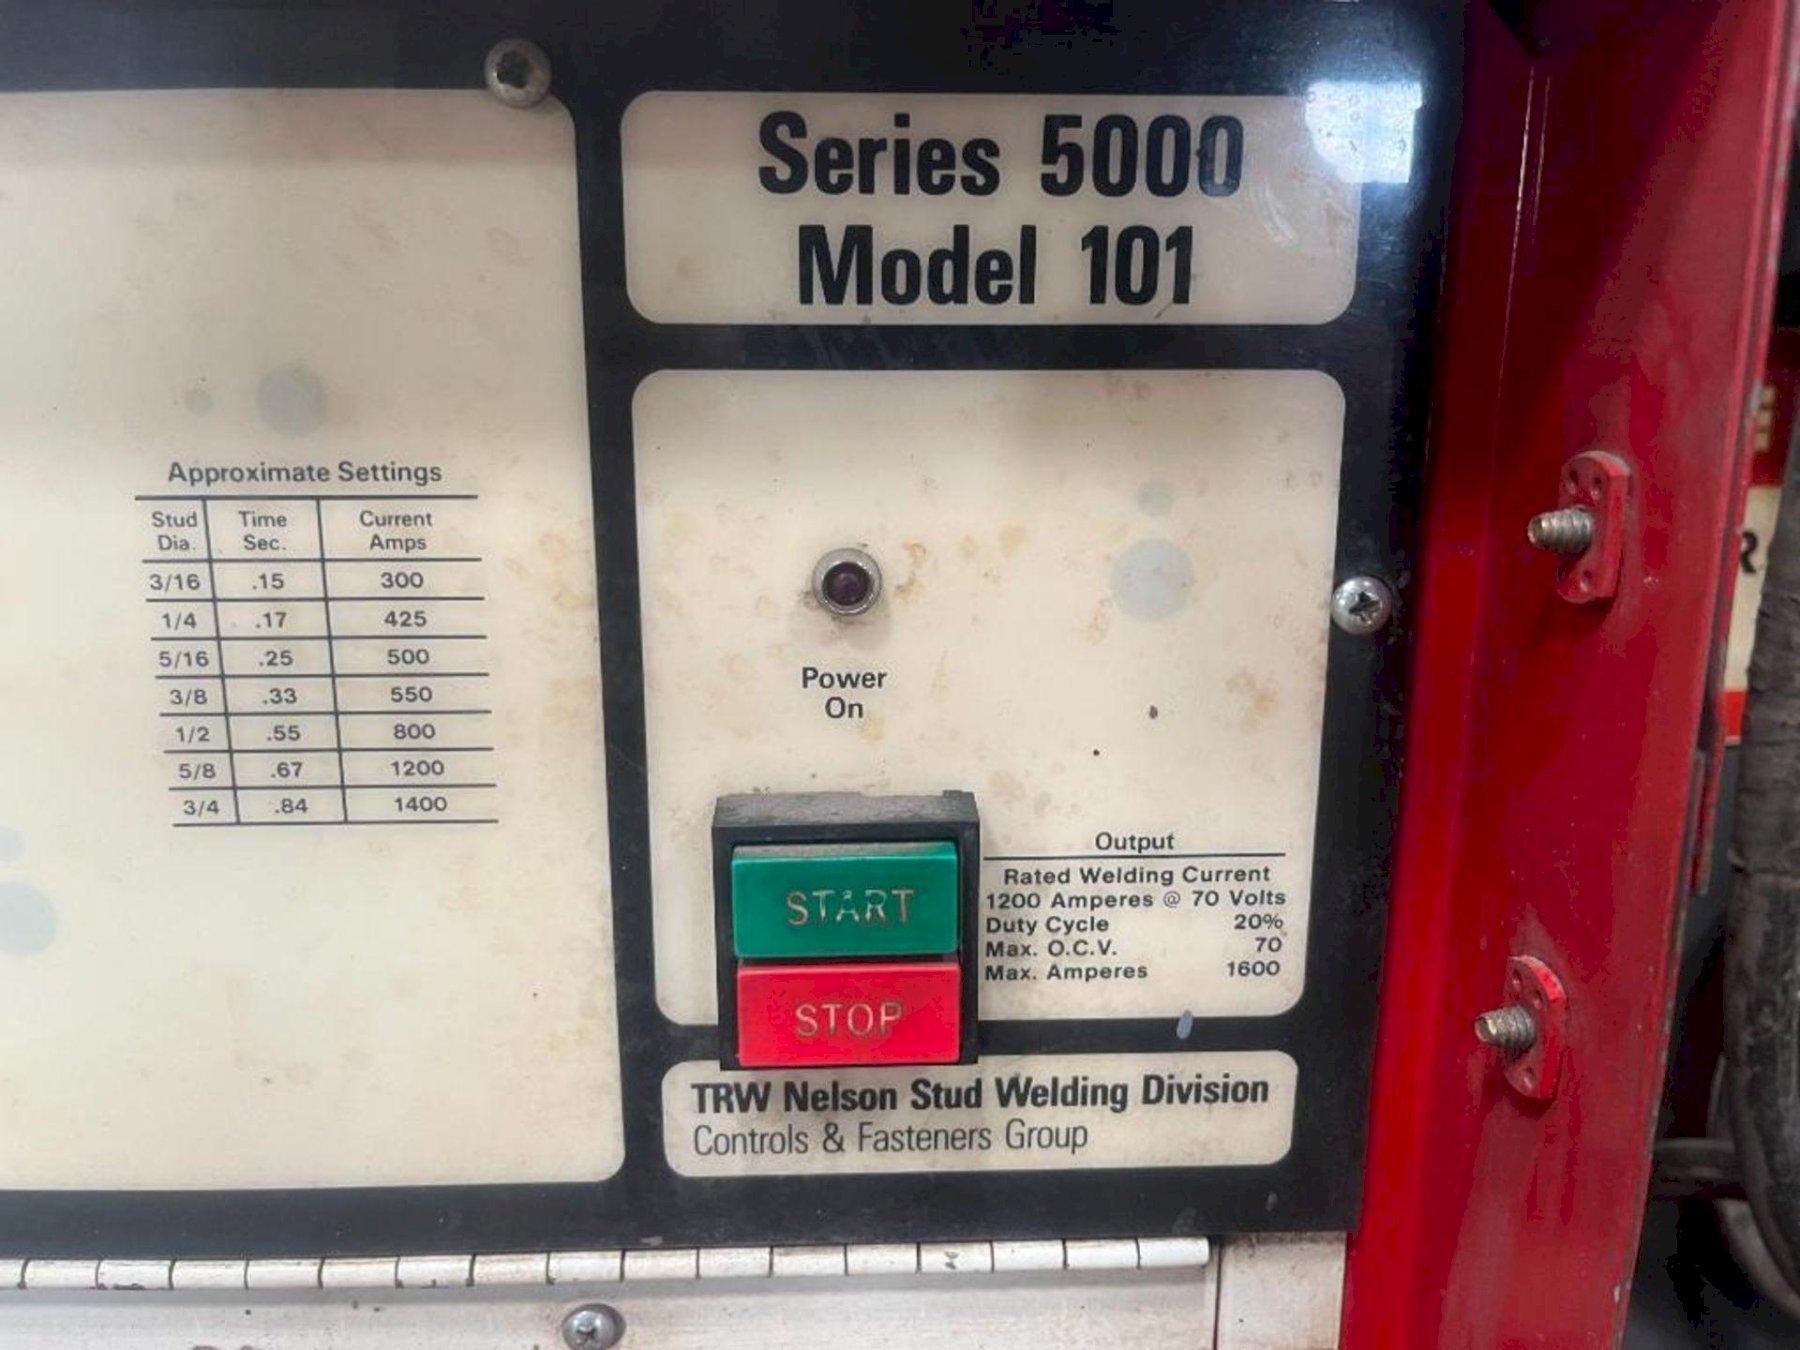 Series 5000
Model 101
Approximate Settings
Stud Dia. Time Sec. Current Amps
3/16 .15 300
1/4 .17 425
5/16 .25 500
3/8 .33 550
1/2 .55 800
5/8 .67 1200
3/4 .84 1400
Power
On
START
STOP
Output
Rated Welding Current
1200 Amperes @ 70 Volts
Duty Cycle 20%
Max. O.C.V. 70
Max. Amperes 1600
TRW Nelson Stud Welding Division
Controls & Fasteners Group